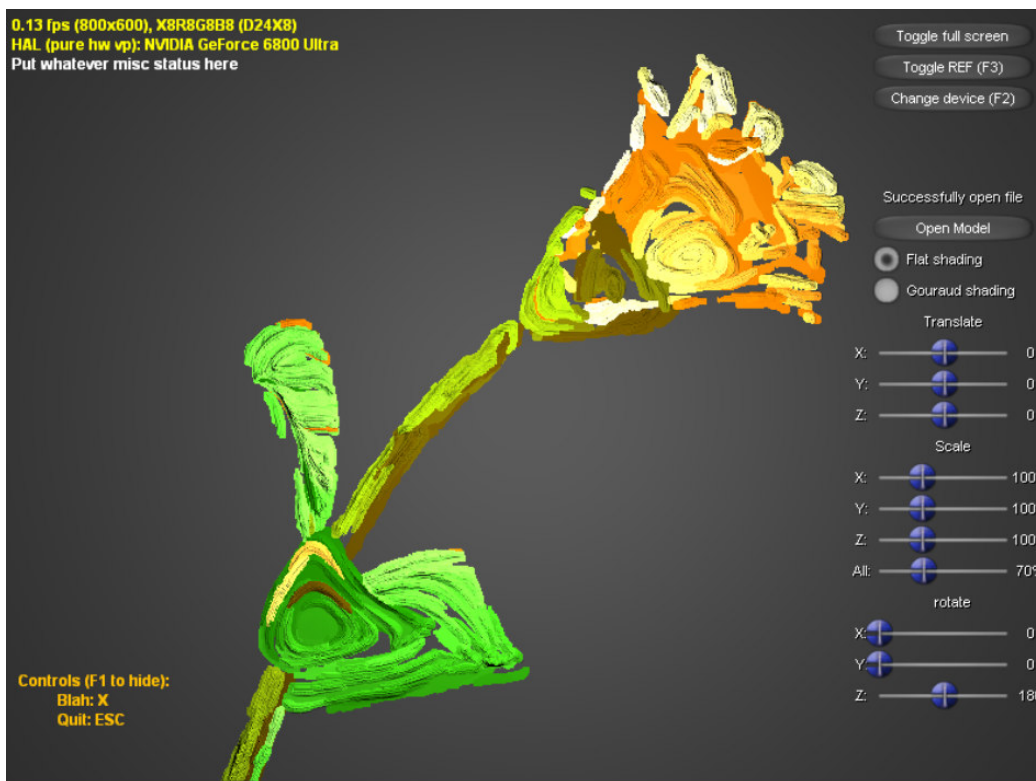 0.13 fps (800x600), X8R8G8B8 (D24X8)
HAL (pure hw vp): NVIDIA GeForce 6800 Ultra
Put whatever misc status here
Toggle full screen
Toggle REF (F3)
Change device (F2)
Successfully open file
Open Model
Flat shading
Gouraud shading
Translate
X: 0
Y: 0
Z: 0
Scale
X: 100
Y: 100
Z: 100
All: 70%
rotate
X: 0
Y: 0
Z: 180
Controls (F1 to hide):
Blah: X
Quit: ESC